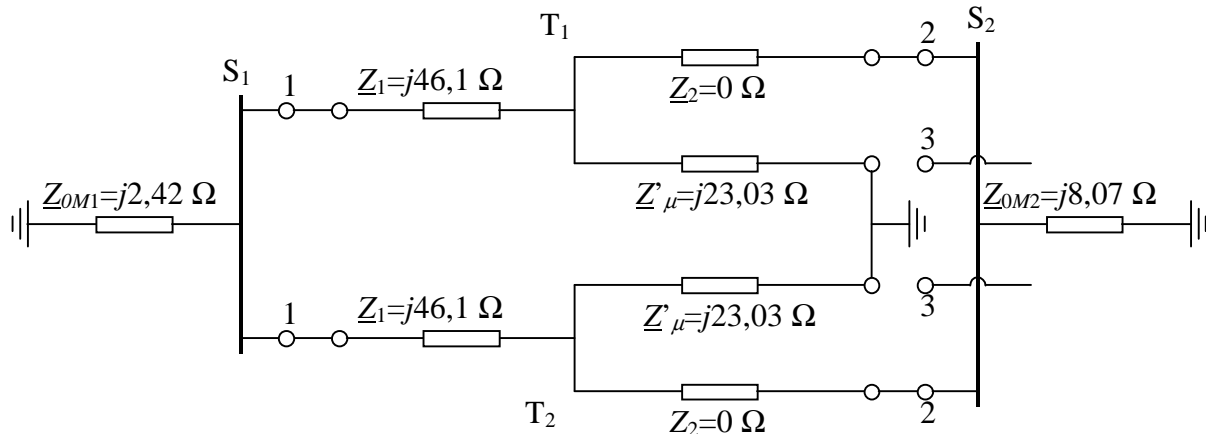 T1
2
S2
S1
1
Z1=j46,1 Ω
Z2=0 Ω
3
Z0M1=j2,42 Ω
Z'μ=j23,03 Ω
Z0M2=j8,07 Ω
1
Z1=j46,1 Ω
Z'μ=j23,03 Ω
3
T2
Z2=0 Ω
2